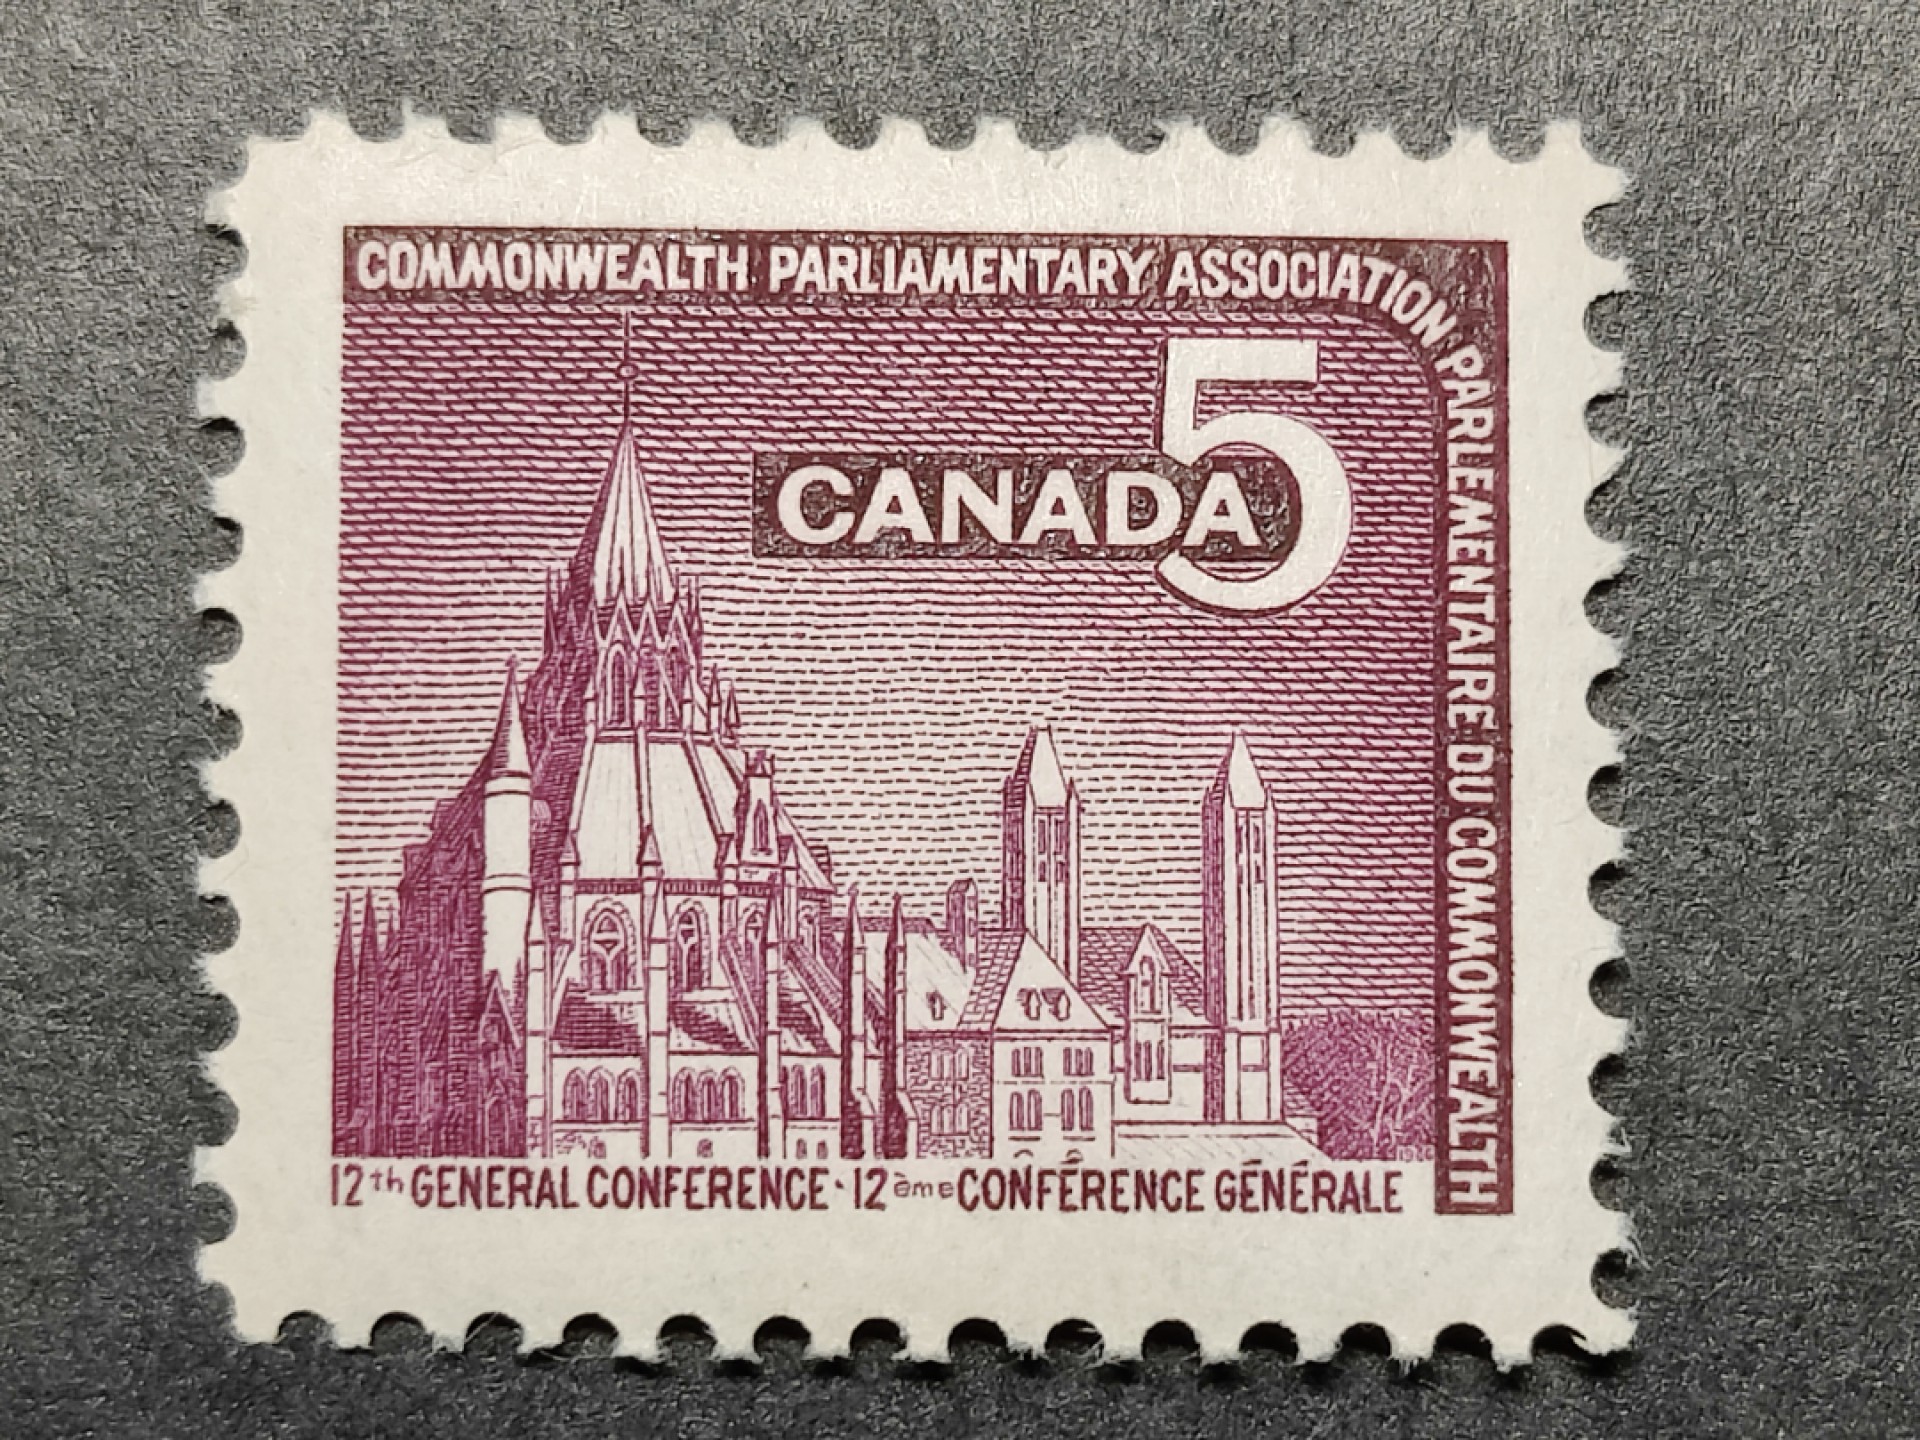 COMMONWEALTH PARLIAMENTARY ASSOCIATION PARLEMENTAIRE DU COMMONWEALTH
5
CANADA
12th GENERAL CONFERENCE · 12ème CONFÉRENCE GÉNÉRALE